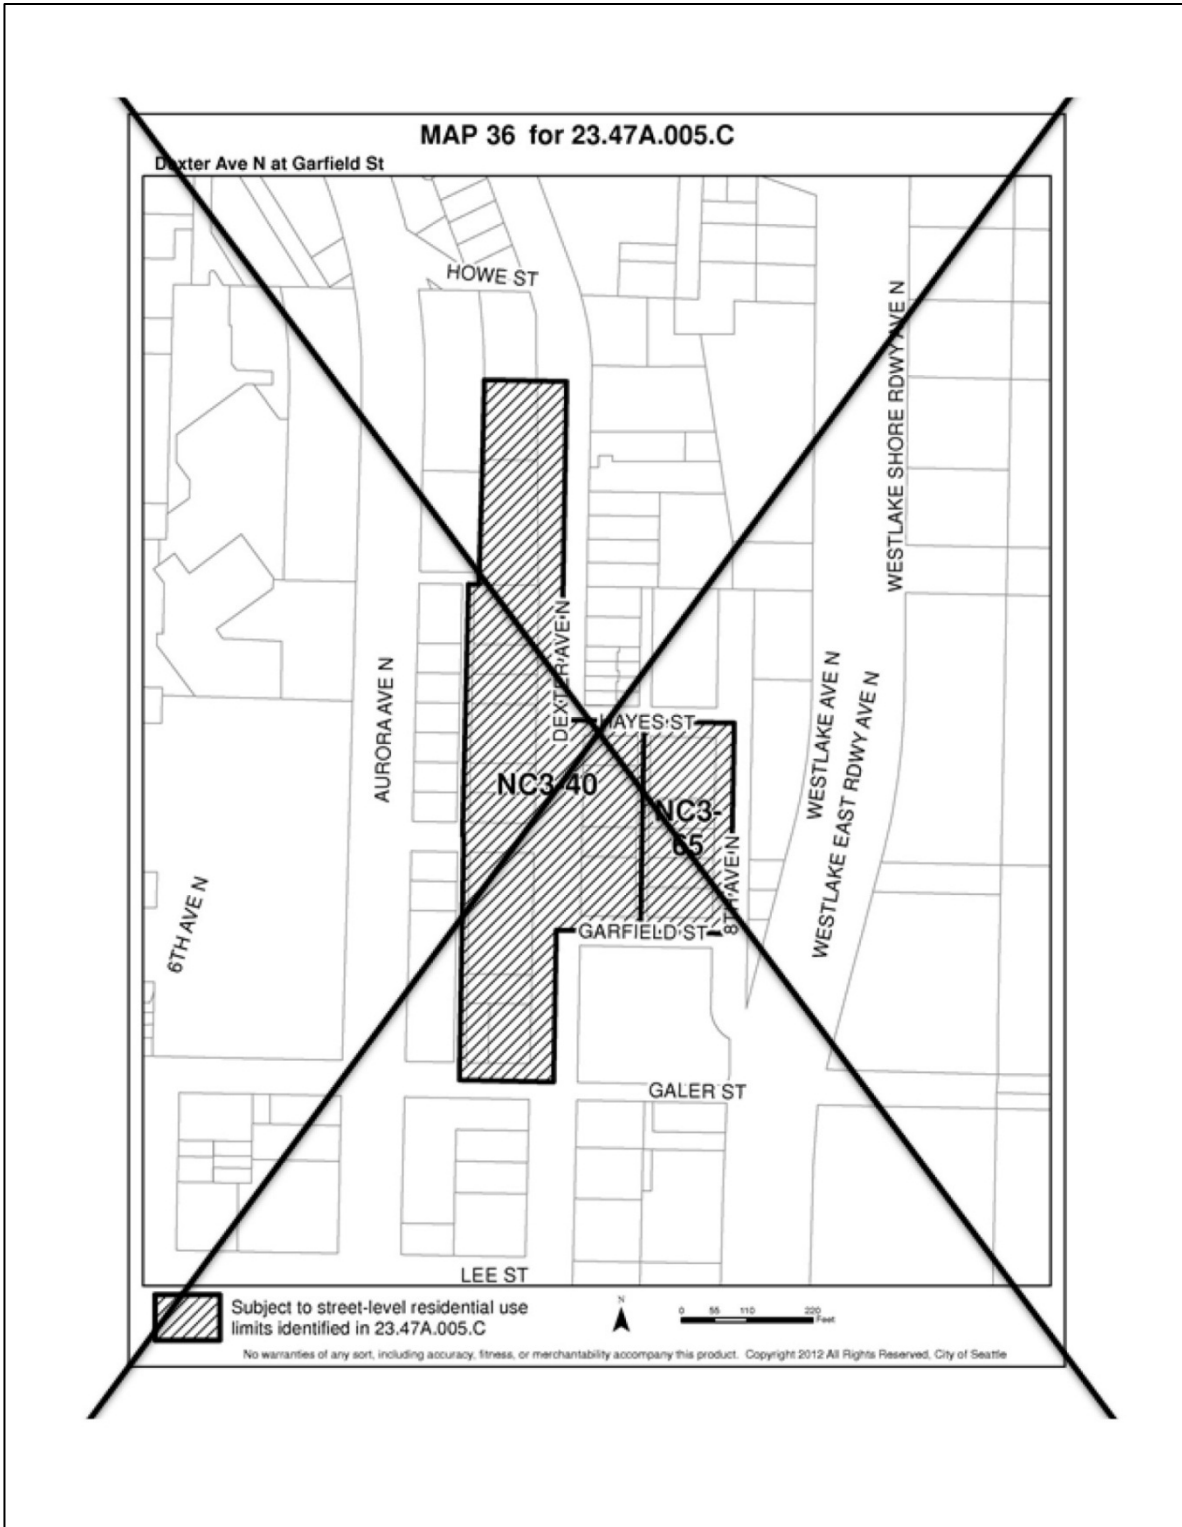 MAP 36 for 23.47A.005.C
Dexter Ave N at Garfield St
HOWE ST
WESTLAKE SHORE RDWY AVE N
DEXTER AVE N
AURORA AVE N
HAYES ST
WESTLAKE AVE N
WESTLAKE EAST RDWY AVE N
NC3-40
NC3-
65
8TH AVE N
6TH AVE N
GARFIELD ST
GALER ST
LEE ST
Subject to street-level residential use
limits identified in 23.47A.005.C
N
0 55 110 220
Feet
No warranties of any sort, including accuracy, fitness, or merchantability accompany this product. Copyright 2012 All Rights Reserved, City of Seattle